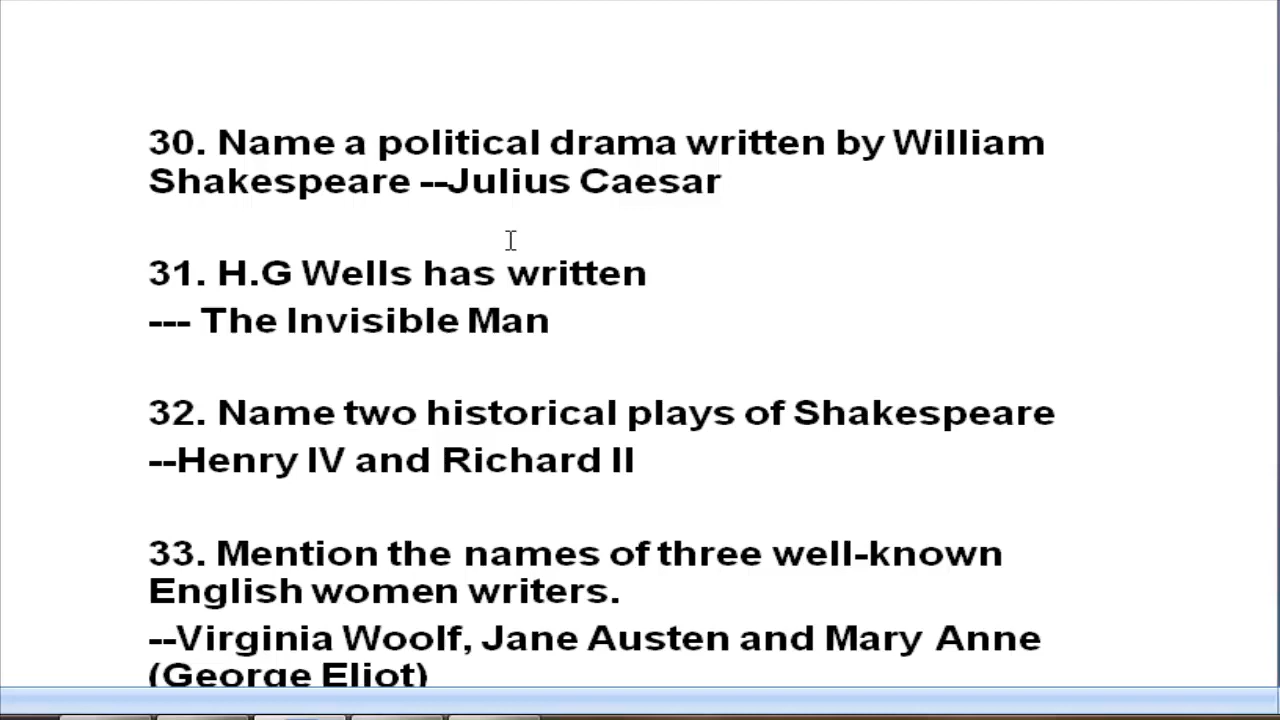 30. Name a political drama written by William
Shakespeare --Julius Caesar
31. H.G Wells has written
--- The Invisible Man
32. Name two historical plays of Shakespeare
--Henry IV and Richard II
33. Mention the names of three well-known
English women writers.
--Virginia Woolf, Jane Austen and Mary Anne
(George Eliot)